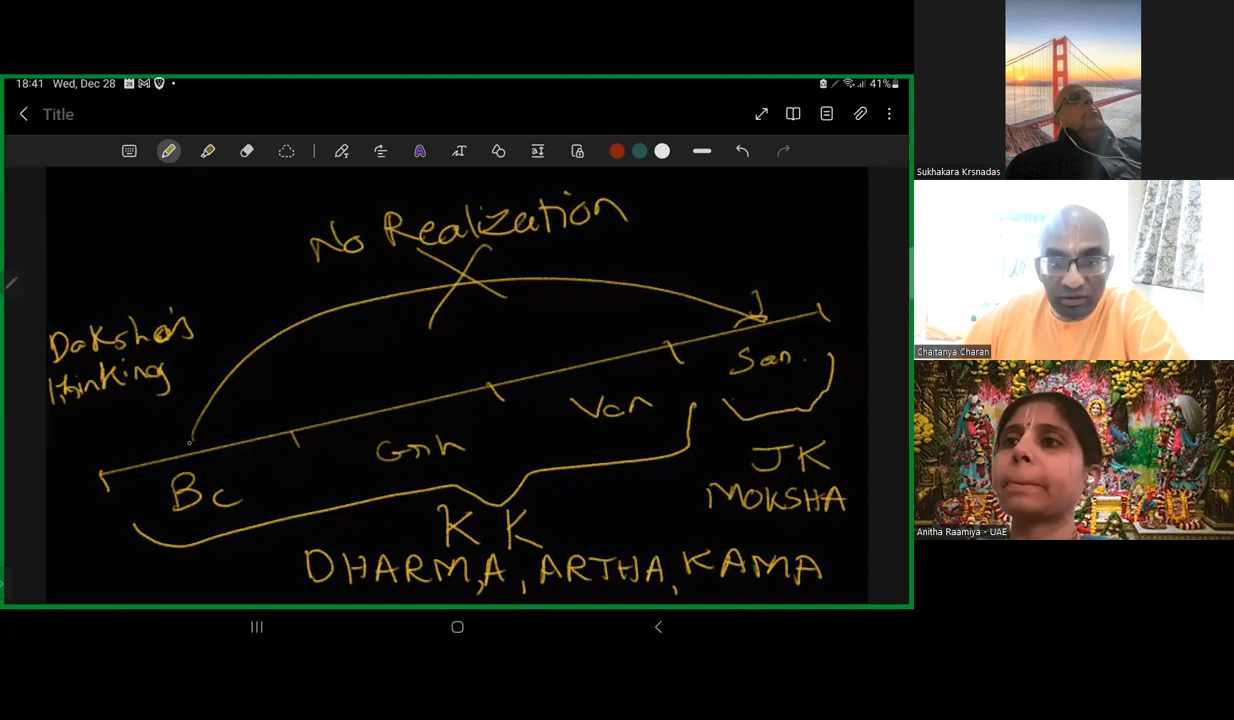 18:41 Wed, Dec 28
41%
Title
No Realization
Daksha's
thinking
San.
Van
Grh
Bc
JK
MOKSHA
KK
DHARMA, ARTHA, KAMA
Sukhakara Krsnadas
Chaitanya Charan
Anitha Raamiya - UAE